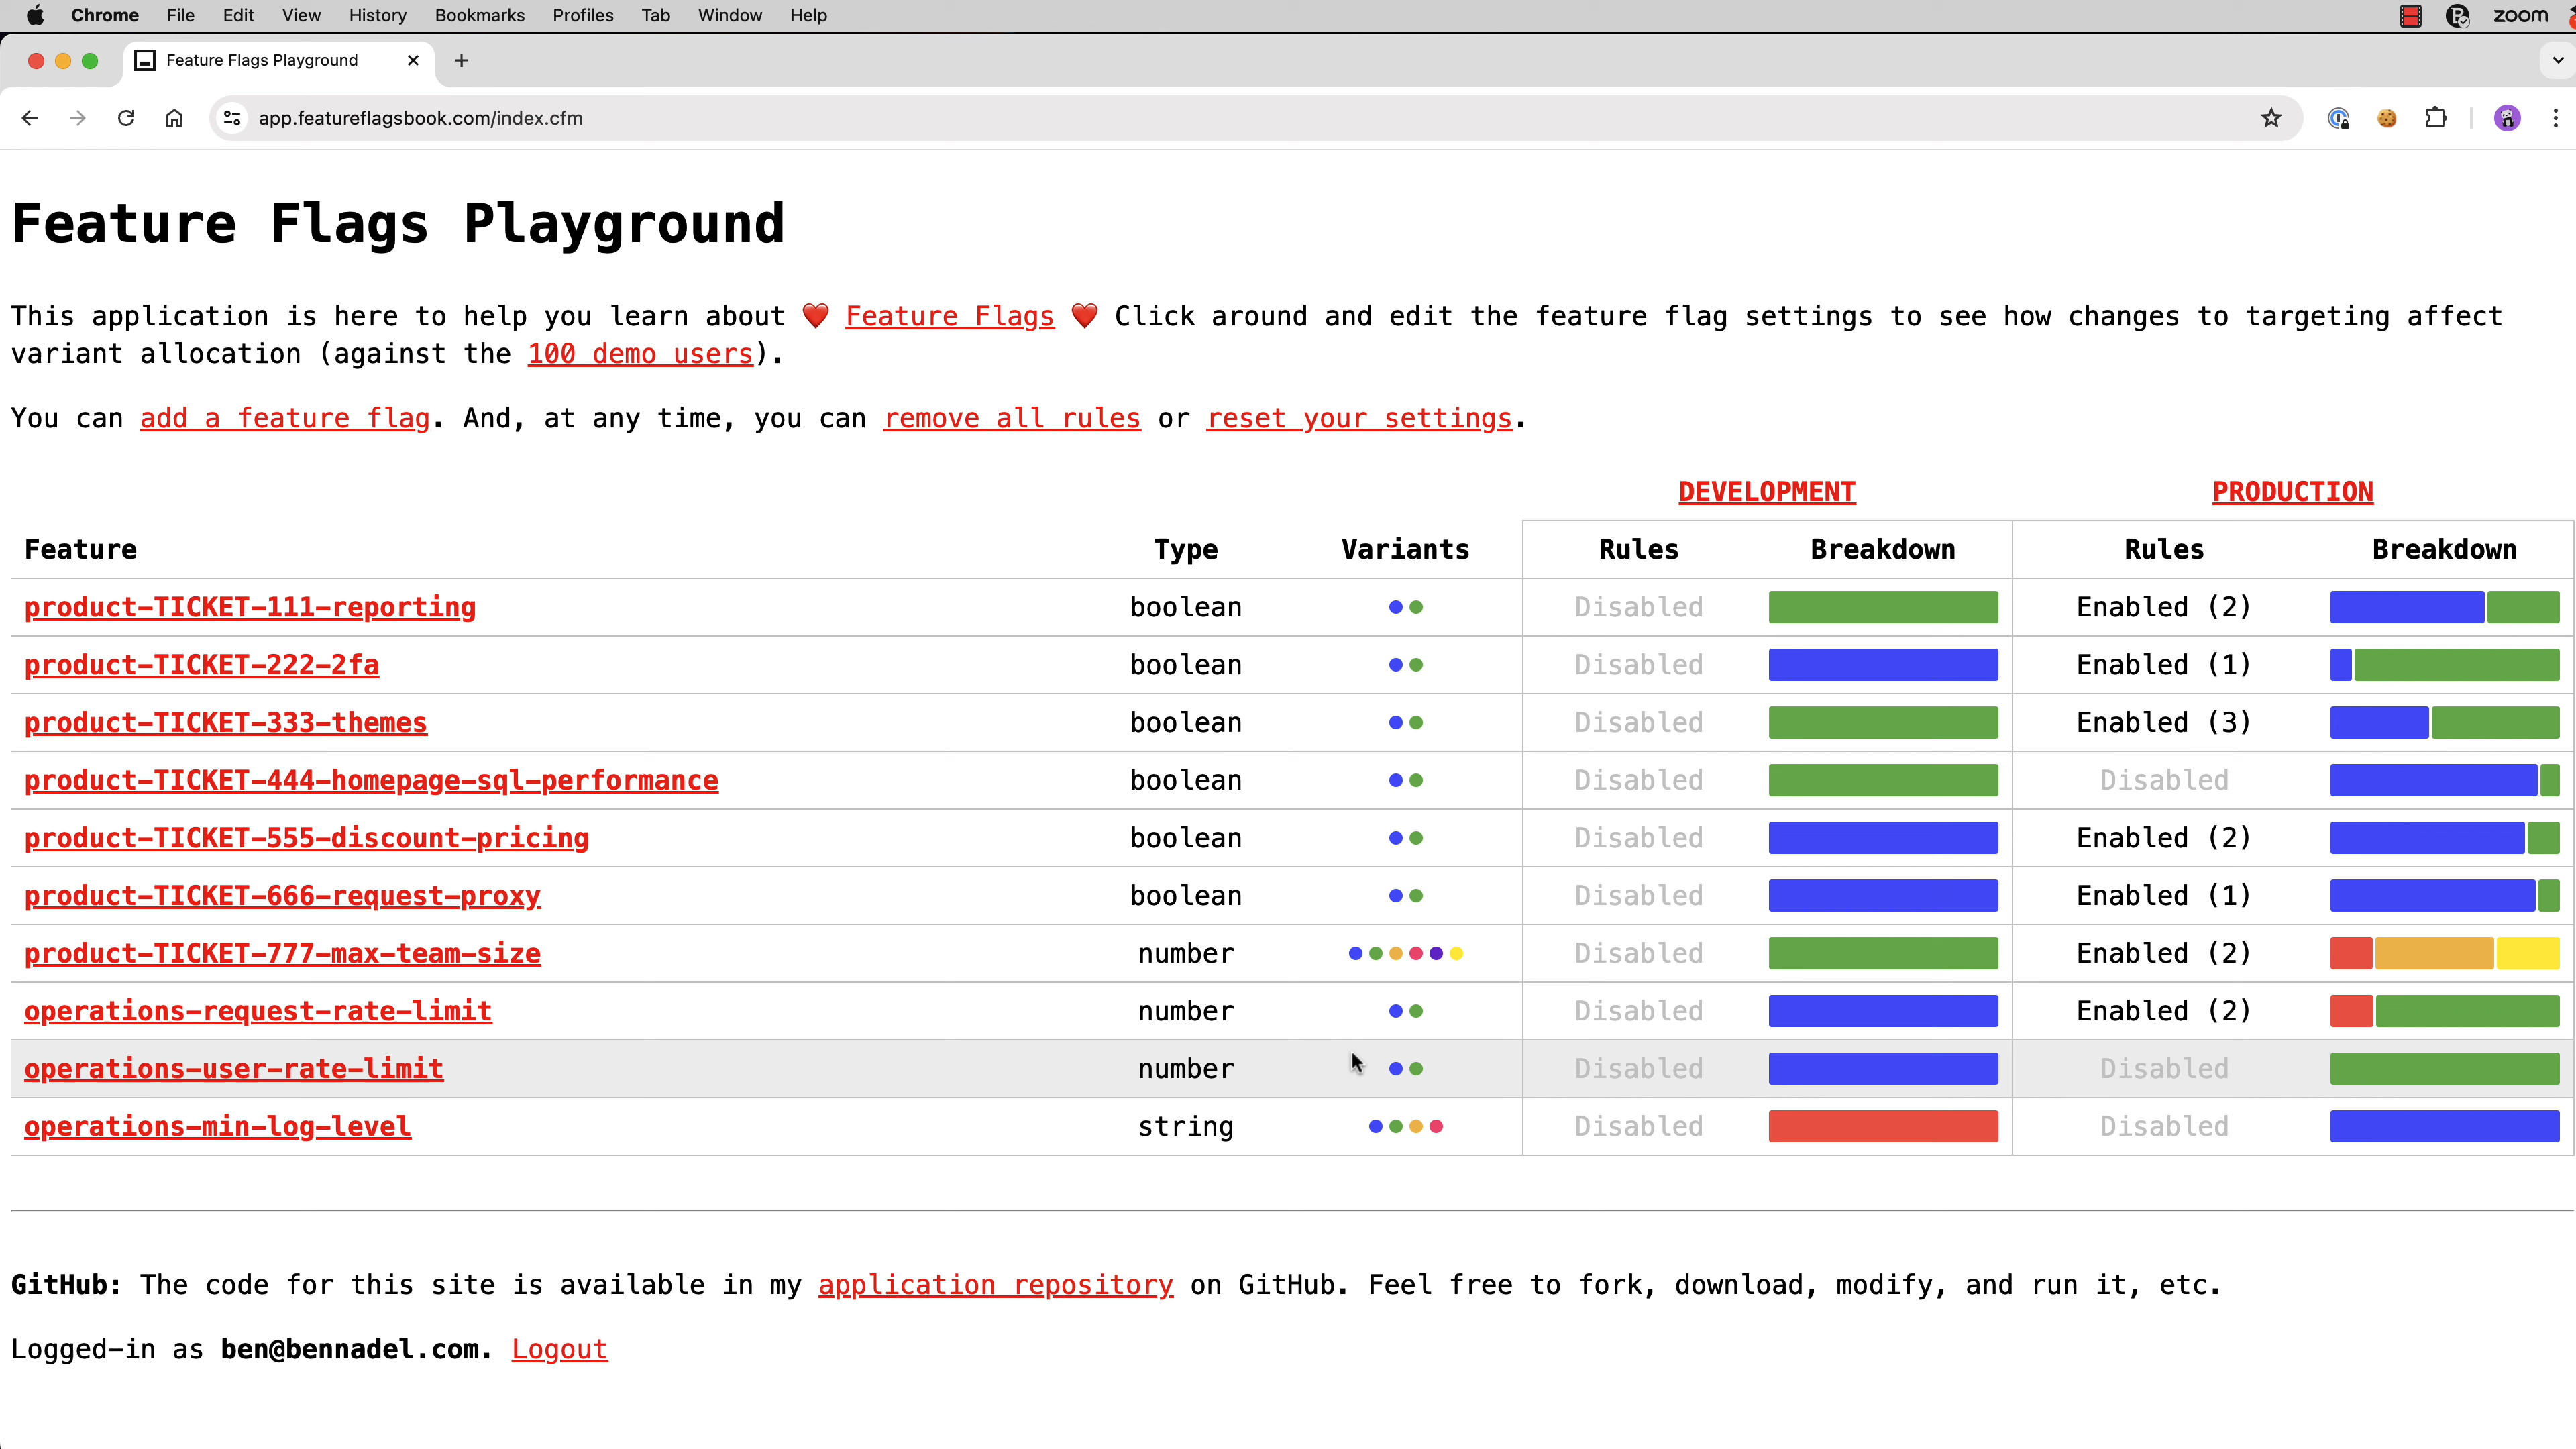 Chrome File Edit View History Bookmarks Profiles Tab Window Help zoom
Feature Flags Playground
app.featureflagsbook.com/index.cfm
Feature Flags Playground
This application is here to help you learn about ❤️ Feature Flags ❤️ Click around and edit the feature flag settings to see how changes to targeting affect
variant allocation (against the 100 demo users).
You can add a feature flag. And, at any time, you can remove all rules or reset your settings.
DEVELOPMENT PRODUCTION
Feature Type Variants Rules Breakdown Rules Breakdown
product-TICKET-111-reporting boolean Disabled Enabled (2)
product-TICKET-222-2fa boolean Disabled Enabled (1)
product-TICKET-333-themes boolean Disabled Enabled (3)
product-TICKET-444-homepage-sql-performance boolean Disabled Disabled
product-TICKET-555-discount-pricing boolean Disabled Enabled (2)
product-TICKET-666-request-proxy boolean Disabled Enabled (1)
product-TICKET-777-max-team-size number Disabled Enabled (2)
operations-request-rate-limit number Disabled Enabled (2)
operations-user-rate-limit number Disabled Disabled
operations-min-log-level string Disabled Disabled
GitHub: The code for this site is available in my application repository on GitHub. Feel free to fork, download, modify, and run it, etc.
Logged-in as ben@bennadel.com. Logout